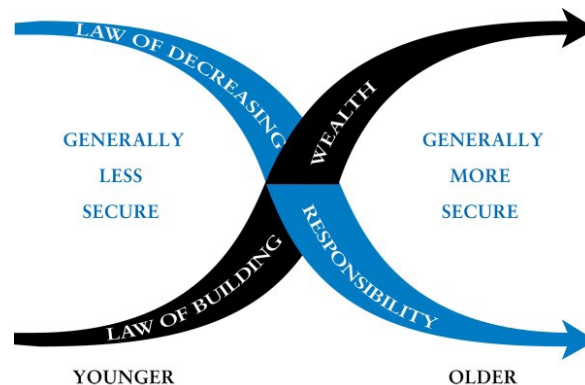 LAW OF DECREASING
RESPONSIBILITY
LAW OF BUILDING
WEALTH
GENERALLY
LESS
SECURE
GENERALLY
MORE
SECURE
YOUNGER
OLDER